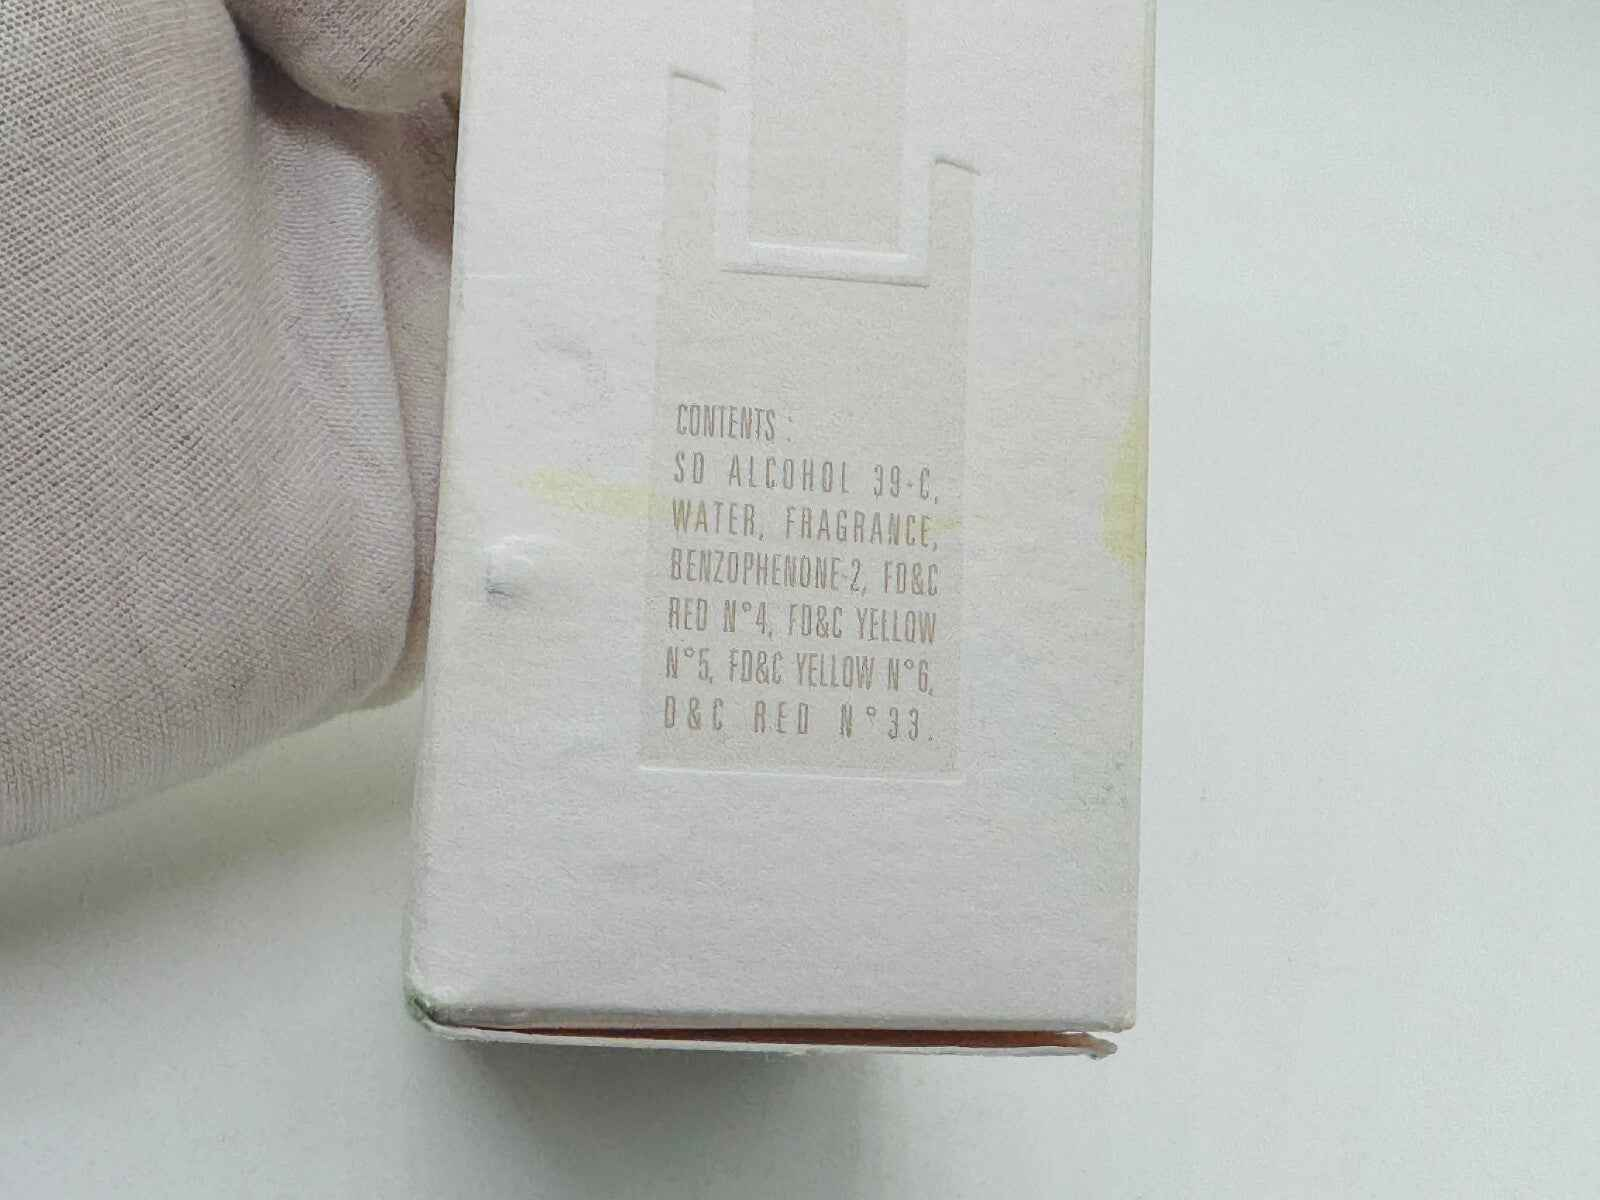 CONTENTS :
SD ALCOHOL 39-C,
WATER, FRAGRANCE,
BENZOPHENONE-2, FD&C
RED N°4, FD&C YELLOW
N°5, FD&C YELLOW N°6,
D&C RED N°33.